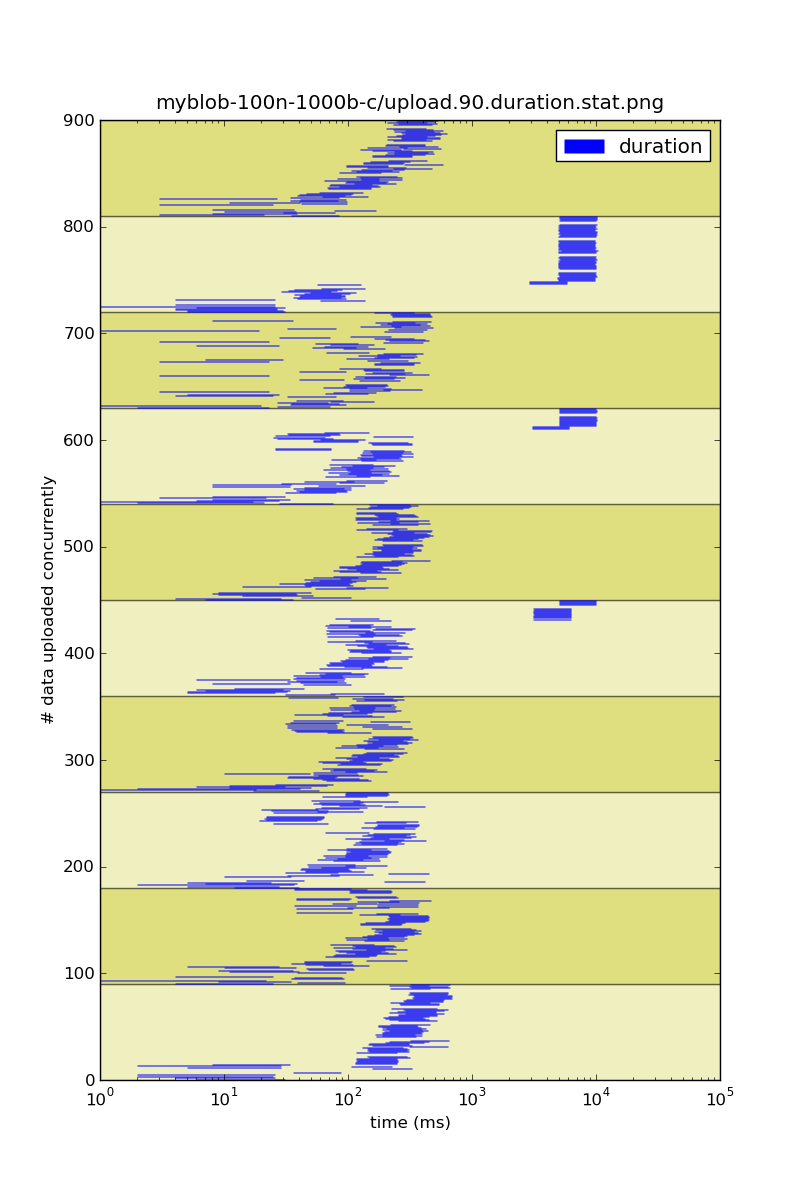 myblob-100n-1000b-c/upload.90.duration.stat.png
duration
900
800
700
600
500
400
300
200
100
0
# data uploaded concurrently
10^0 10^1 10^2 10^3 10^4 10^5
time (ms)